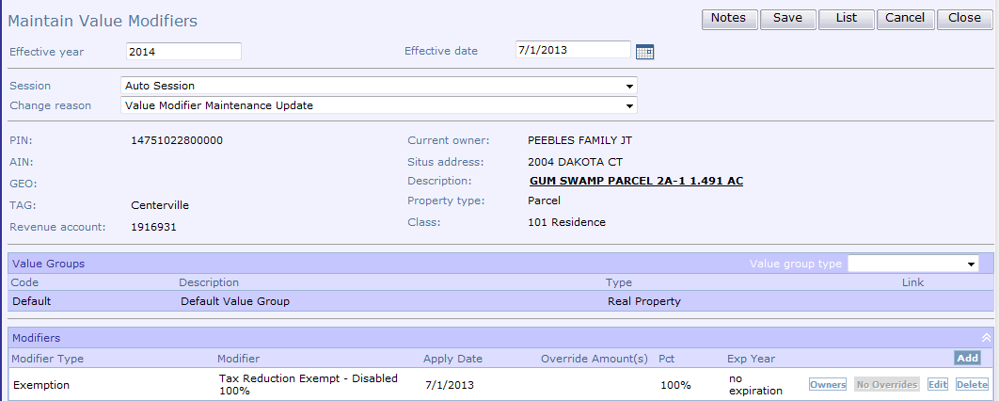 Maintain Value Modifiers Notes Save List Cancel Close
Effective year 2014 Effective date 7/1/2013
Session Auto Session
Change reason Value Modifier Maintenance Update
PIN: 14751022800000 Current owner: PEEBLES FAMILY JT
AIN: Situs address: 2004 DAKOTA CT
GEO: Description: GUM SWAMP PARCEL 2A-1 1.491 AC
TAG: Centerville Property type: Parcel
Revenue account: 1916931 Class: 101 Residence
Value Groups Value group type
Code Description Type Link
Default Default Value Group Real Property
Modifiers
Modifier Type Modifier Apply Date Override Amount(s) Pct Exp Year Add
Exemption Tax Reduction Exempt - Disabled 100% 7/1/2013 100% no expiration Owners No Overrides Edit Delete